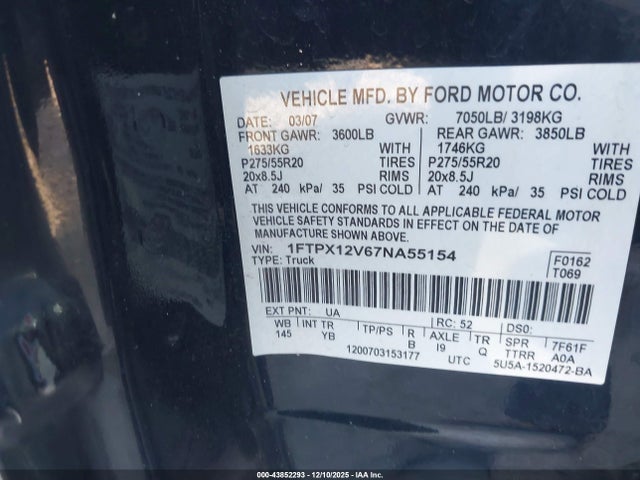 VEHICLE MFD. BY FORD MOTOR CO.
DATE: 03/07 GVWR: 7050LB/ 3198KG
FRONT GAWR: 3600LB REAR GAWR: 3850LB
1633KG WITH 1746KG WITH
P275/55R20 TIRES P275/55R20 TIRES
20x8.5J RIMS 20x8.5J RIMS
AT 240 kPa/ 35 PSI COLD AT 240 kPa/ 35 PSI COLD
THIS VEHICLE CONFORMS TO ALL APPLICABLE FEDERAL MOTOR
VEHICLE SAFETY STANDARDS IN EFFECT ON THE DATE OF
MANUFACTURE SHOWN ABOVE.
VIN: 1FTPX12V67NA55154 F0162
TYPE: Truck T069
EXT PNT: UA RC: 52 DS0:
WB INT TR TP/PS R AXLE TR SPR 7F61F
145 YB B I9 Q TTRR A0A
1200703153177 UTC 5U5A-1520472-BA
© 43852293 - 12/10/2025 - IAA Inc.